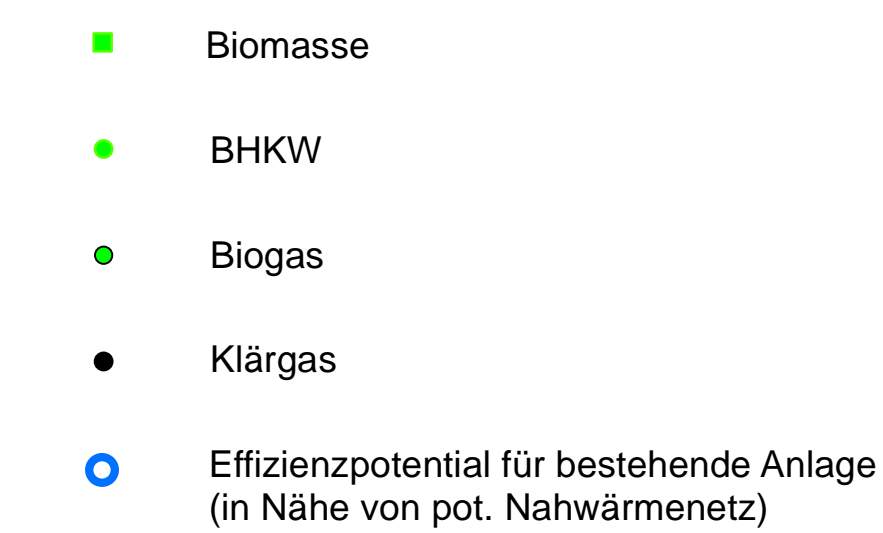 Biomasse
BHKW
Biogas
Klärgas
Effizienzpotential für bestehende Anlage
(in Nähe von pot. Nahwärmenetz)